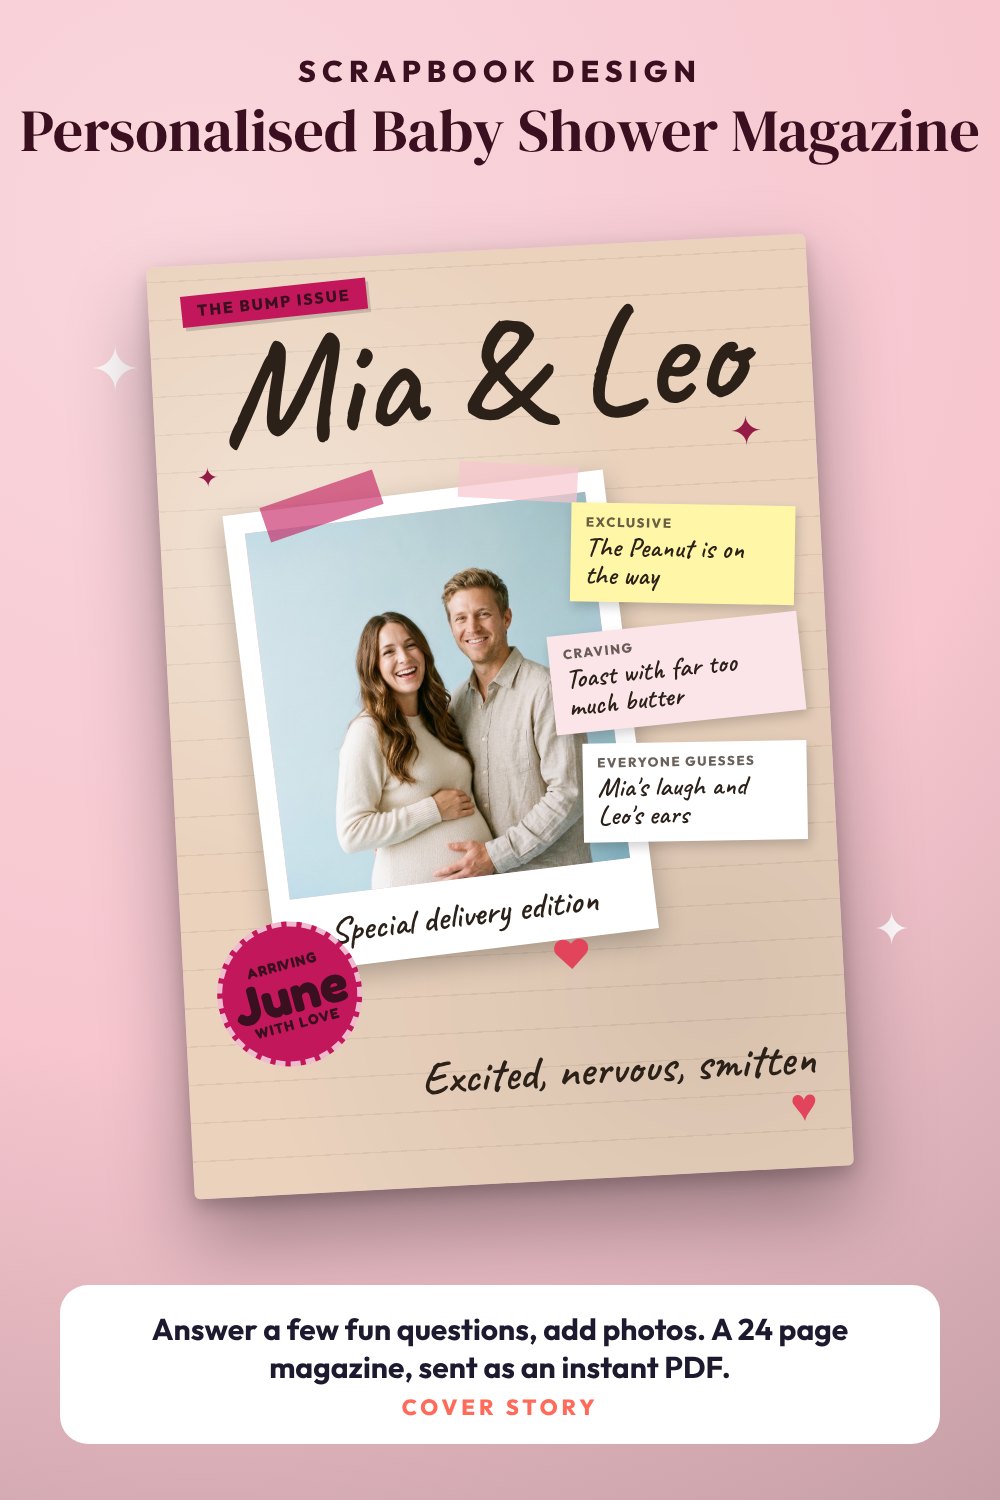 SCRAPBOOK DESIGN
Personalised Baby Shower Magazine
THE BUMP ISSUE
Mia & Leo
EXCLUSIVE
The Peanut is on
the way
CRAVING
Toast with far too
much butter
EVERYONE GUESSES
Mia's laugh and
Leo's ears
Special delivery edition
ARRIVING
June
WITH LOVE
Excited, nervous, smitten
Answer a few fun questions, add photos. A 24 page
magazine, sent as an instant PDF.
COVER STORY